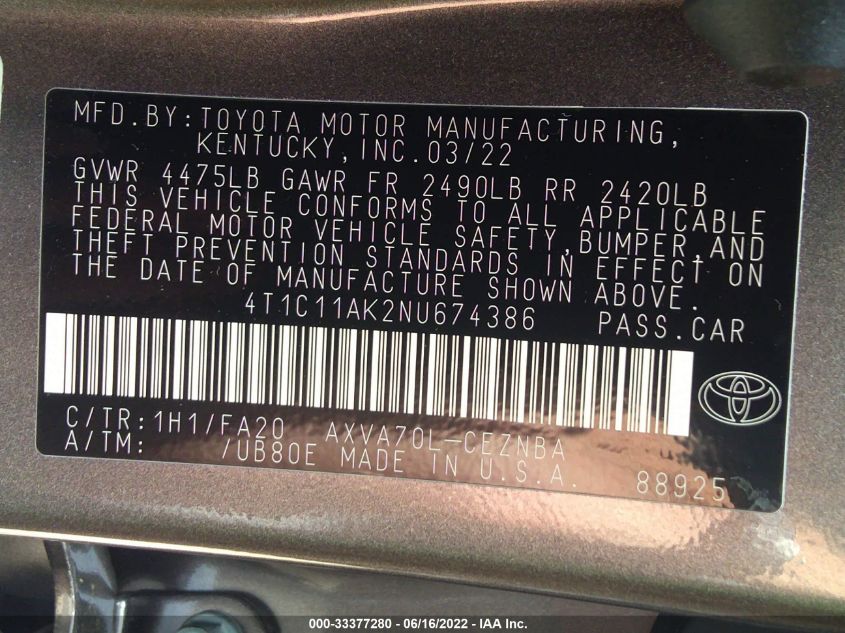 MFD.BY:TOYOTA MOTOR MANUFACTURING,
KENTUCKY,INC.03/22
GVWR 4475LB GAWR FR 2490LB RR 2420LB
THIS VEHICLE CONFORMS TO ALL APPLICABLE
FEDERAL MOTOR VEHICLE SAFETY,BUMPER,AND
THEFT PREVENTION STANDARDS IN EFFECT ON
THE DATE OF MANUFACTURE SHOWN ABOVE.
4T1C11AK2NU674386 PASS.CAR
C/TR:1H1/FA20 AXVA70L-CEZNBA
A/TM: /UB80E MADE IN U.S.A. 88925
000-33377280 - 06/16/2022 - IAA Inc.